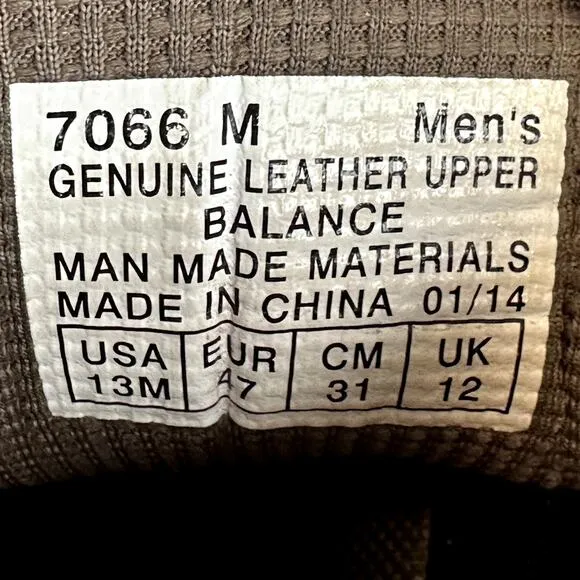 7066 M Men's
GENUINE LEATHER UPPER
BALANCE
MAN MADE MATERIALS
MADE IN CHINA 01/14
USA EUR CM UK
13M 47 31 12